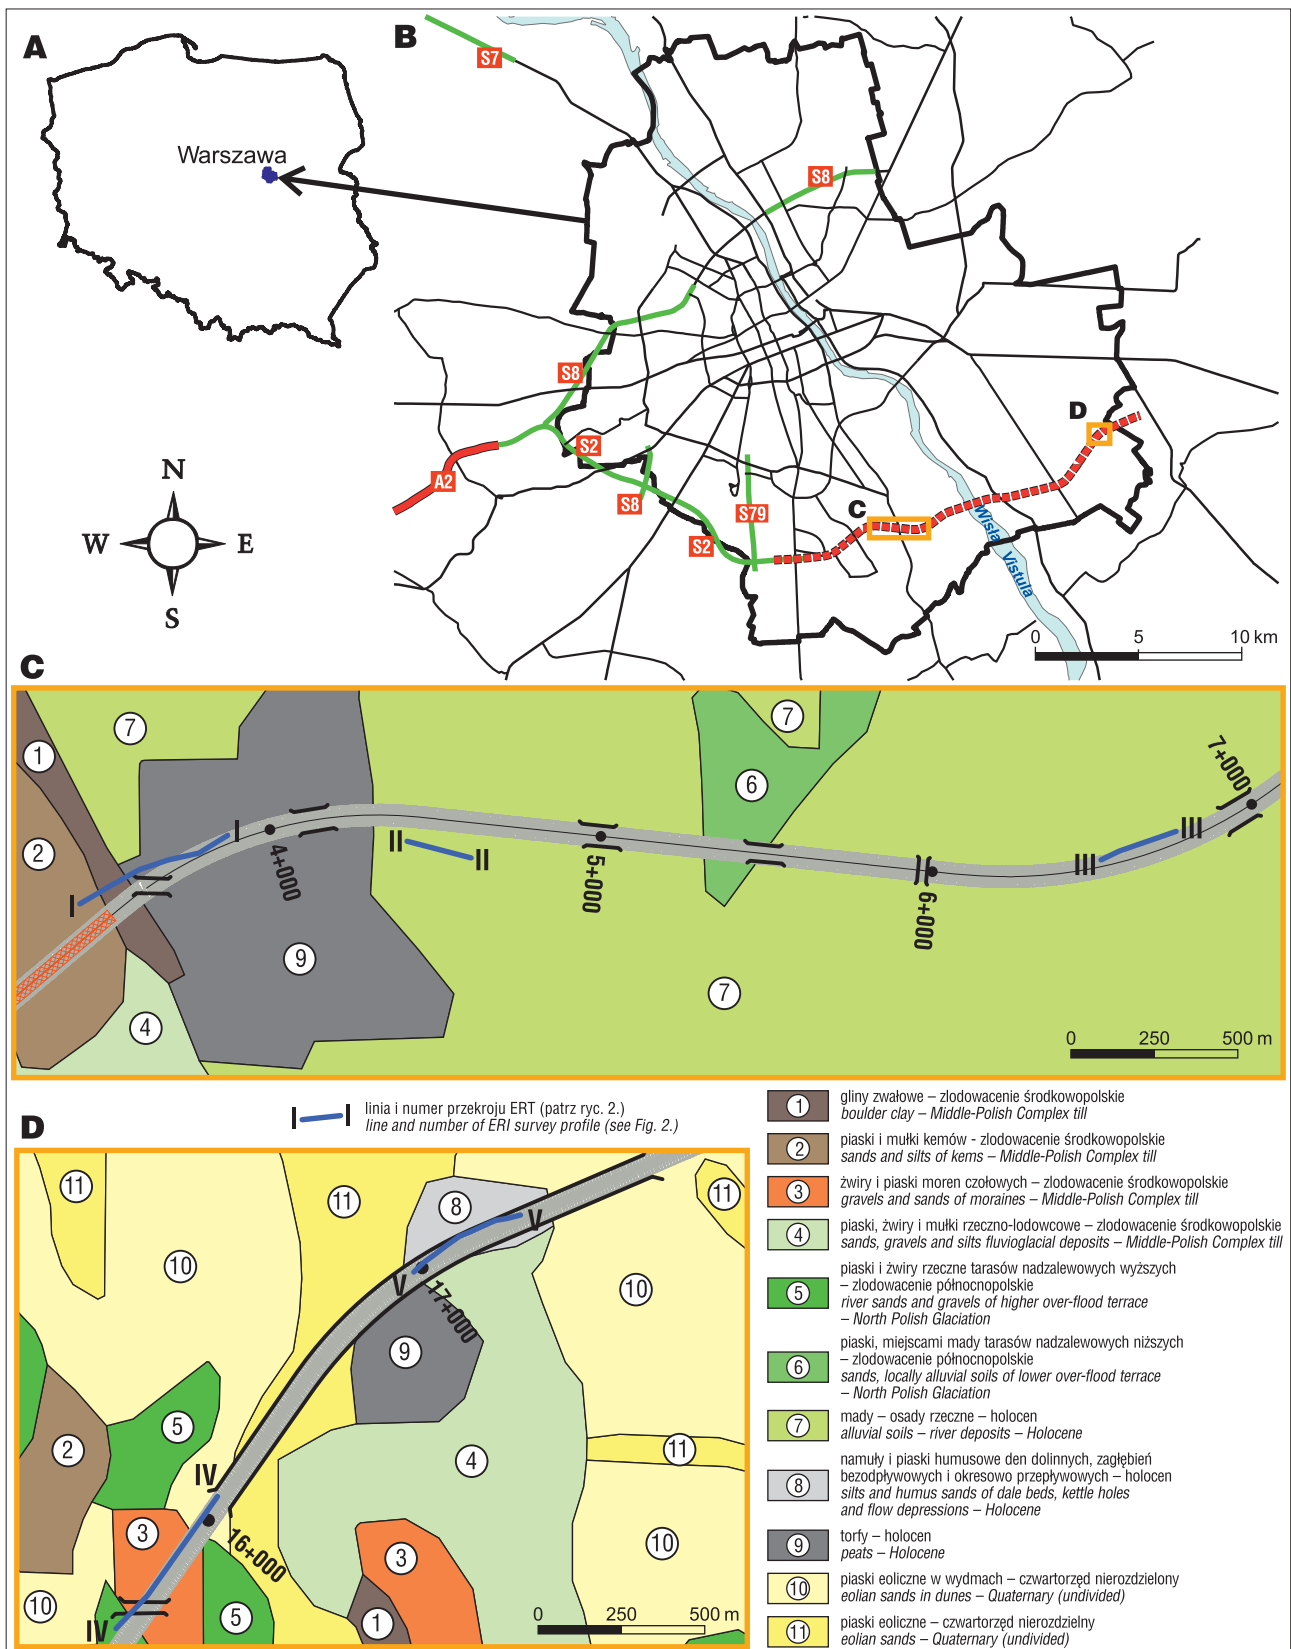 A
Warszawa
N
W
E
S
B
S7
S8
S8
A2
S2
S8
S2
S79
C
D
Wisła
Vistula
0 5 10 km
C
1
7
2
I
I
4+000
9
4
II
II
5+000
6
7
7
6+000
III
III
7+000
0 250 500 m
D
I I
linia i numer przekroju ERT (patrz ryc. 2.)
line and number of ERI survey profile (see Fig. 2.)
11
10
11
8
V
V
17+000
11
10
9
5
2
4
11
IV
16+000
3
10
IV
5
3
1
10
0 250 500 m
1
gliny zwałowe – zlodowacenie środkowopolskie
boulder clay – Middle-Polish Complex till
2
piaski i mułki kemów - zlodowacenie środkowopolskie
sands and silts of kems – Middle-Polish Complex till
3
żwiry i piaski moren czołowych – zlodowacenie środkowopolskie
gravels and sands of moraines – Middle-Polish Complex till
4
piaski, żwiry i mułki rzeczno-lodowcowe – zlodowacenie środkowopolskie
sands, gravels and silts fluvioglacial deposits – Middle-Polish Complex till
5
piaski i żwiry rzeczne tarasów nadzalewowych wyższych
– zlodowacenie północnopolskie
river sands and gravels of higher over-flood terrace
– North Polish Glaciation
6
piaski, miejscami mady tarasów nadzalewowych niższych
– zlodowacenie północnopolskie
sands, locally alluvial soils of lower over-flood terrace
– North Polish Glaciation
7
mady – osady rzeczne – holocen
alluvial soils – river deposits – Holocene
8
namuły i piaski humusowe den dolinnych, zagłębień
bezodpływowych i okresowo przepływowych – holocen
silts and humus sands of dale beds, kettle holes
and flow depressions – Holocene
9
torfy – holocen
peats – Holocene
10
piaski eoliczne w wydmach – czwartorzęd nierozdzielony
eolian sands in dunes – Quaternary (undivided)
11
piaski eoliczne – czwartorzęd nierozdzielny
eolian sands – Quaternary (undivided)